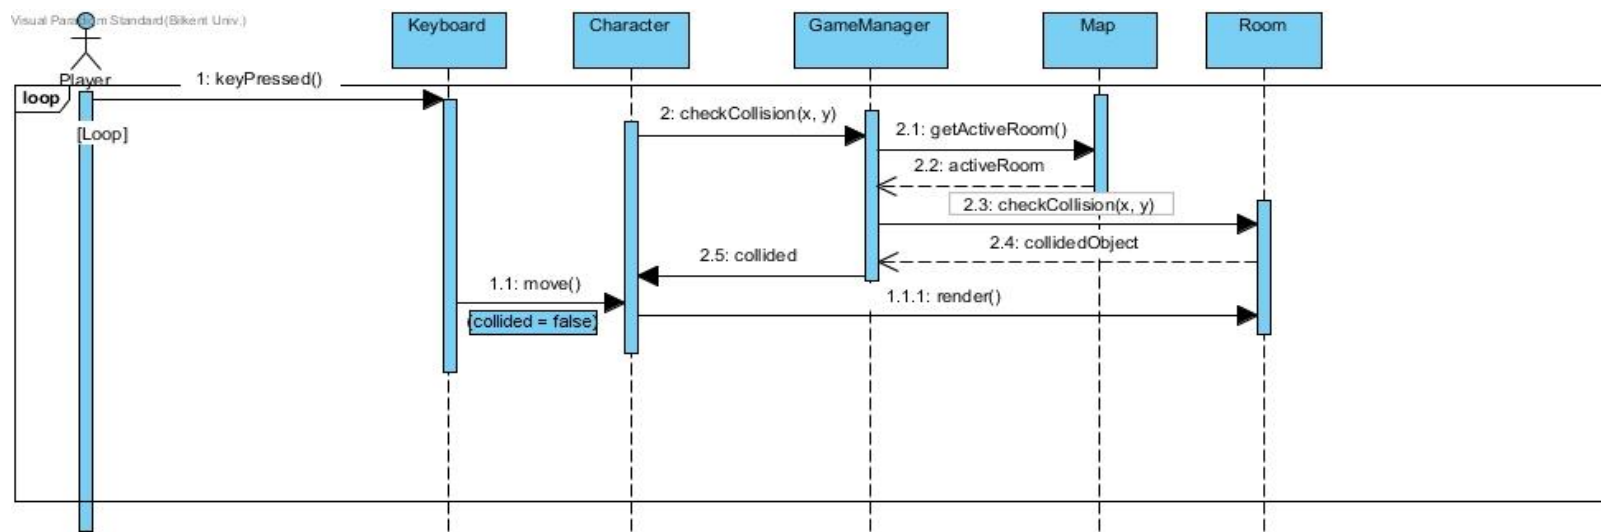 Visual Paradigm Standard(Bilkent Univ.)
Keyboard
Character
GameManager
Map
Room
Player
1: keyPressed()
loop
[Loop]
2: checkCollision(x, y)
2.1: getActiveRoom()
2.2: activeRoom
2.3: checkCollision(x, y)
2.4: collidedObject
2.5: collided
1.1: move()
1.1.1: render()
(collided = false)